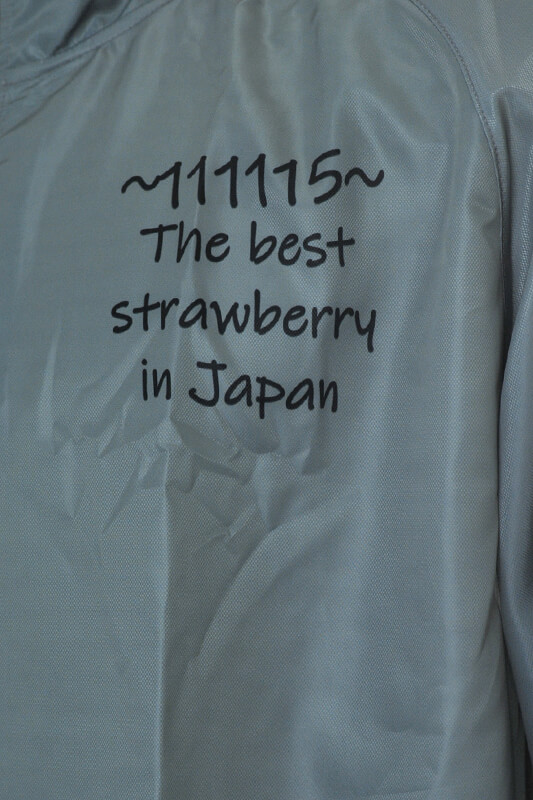 ~111115~
The best
strawberry
in Japan